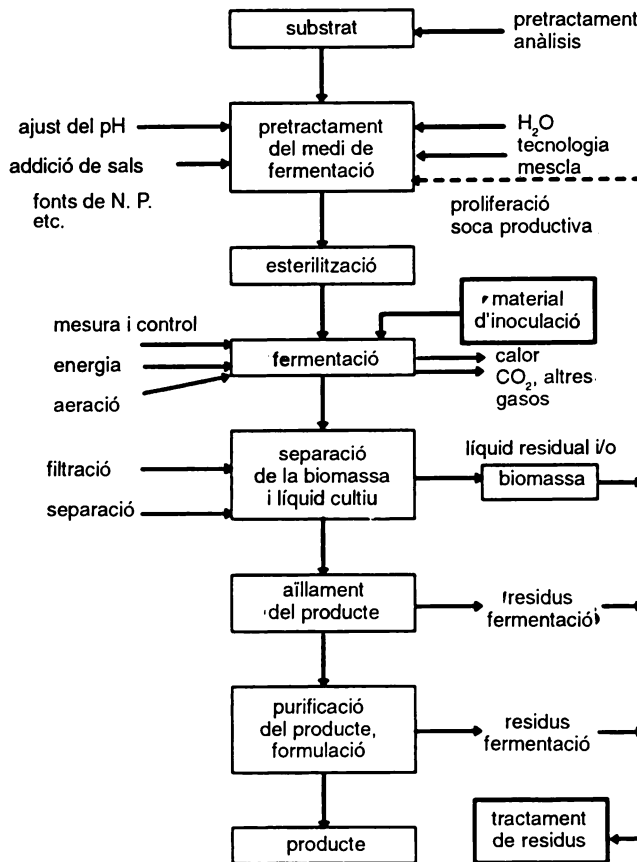 substrat
pretractament
anàlisis
ajust del pH
addició de sals
fonts de N. P.
etc.
pretractament
del medi de
fermentació
H₂O
tecnologia
mescla
proliferació
soca productiva
esterilització
material
d'inoculació
mesura i control
energia
aeració
fermentació
calor
CO₂, altres
gasos
filtració
separació
separació
de la biomassa
i líquid cultiu
líquid residual i/o
biomassa
aïllament
del producte
residus
fermentació
purificació
del producte,
formulació
residus
fermentació
producte
tractament
de residus